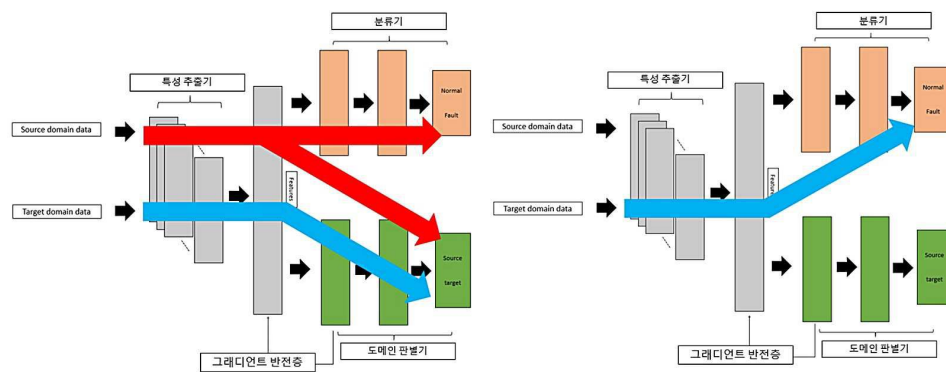 분류기
특성 추출기
Normal
Fault
Source domain data
Features
Target domain data
Source
target
그래디언트 반전층
도메인 판별기
분류기
특성 추출기
Normal
Fault
Source domain data
Target domain data
Source
target
그래디언트 반전층
도메인 판별기